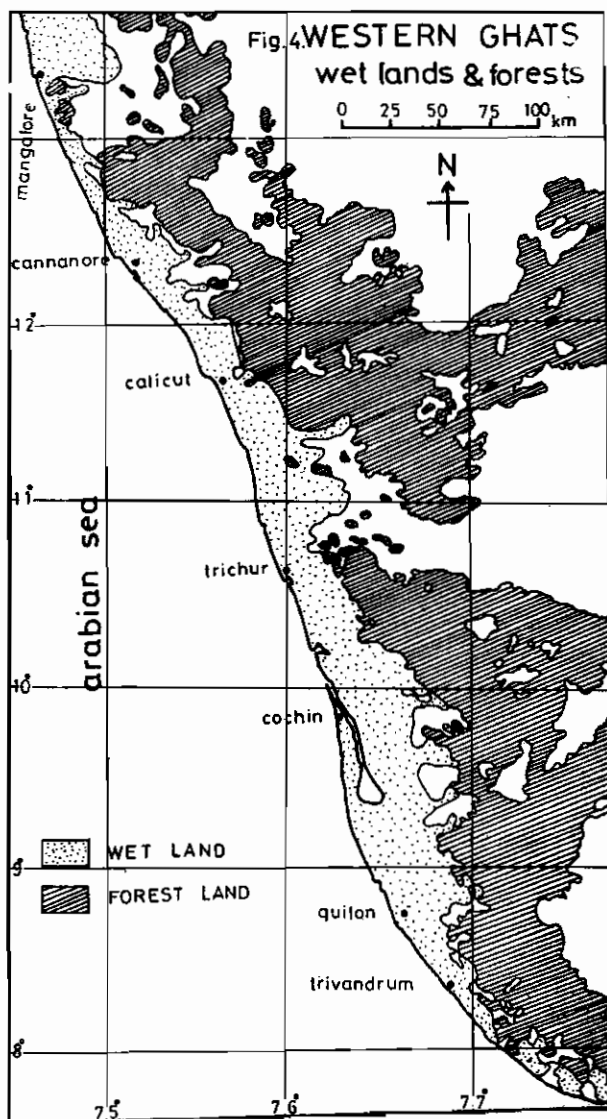 Fig. 4. WESTERN GHATS
wet lands & forests
0 25 50 75 100 km
N
mangalore
cannanore
12°
calicut
11°
trichur
arabian sea
10°
cochin
WET LAND
9°
FOREST LAND
quilon
trivandrum
8°
75° 76° 77°